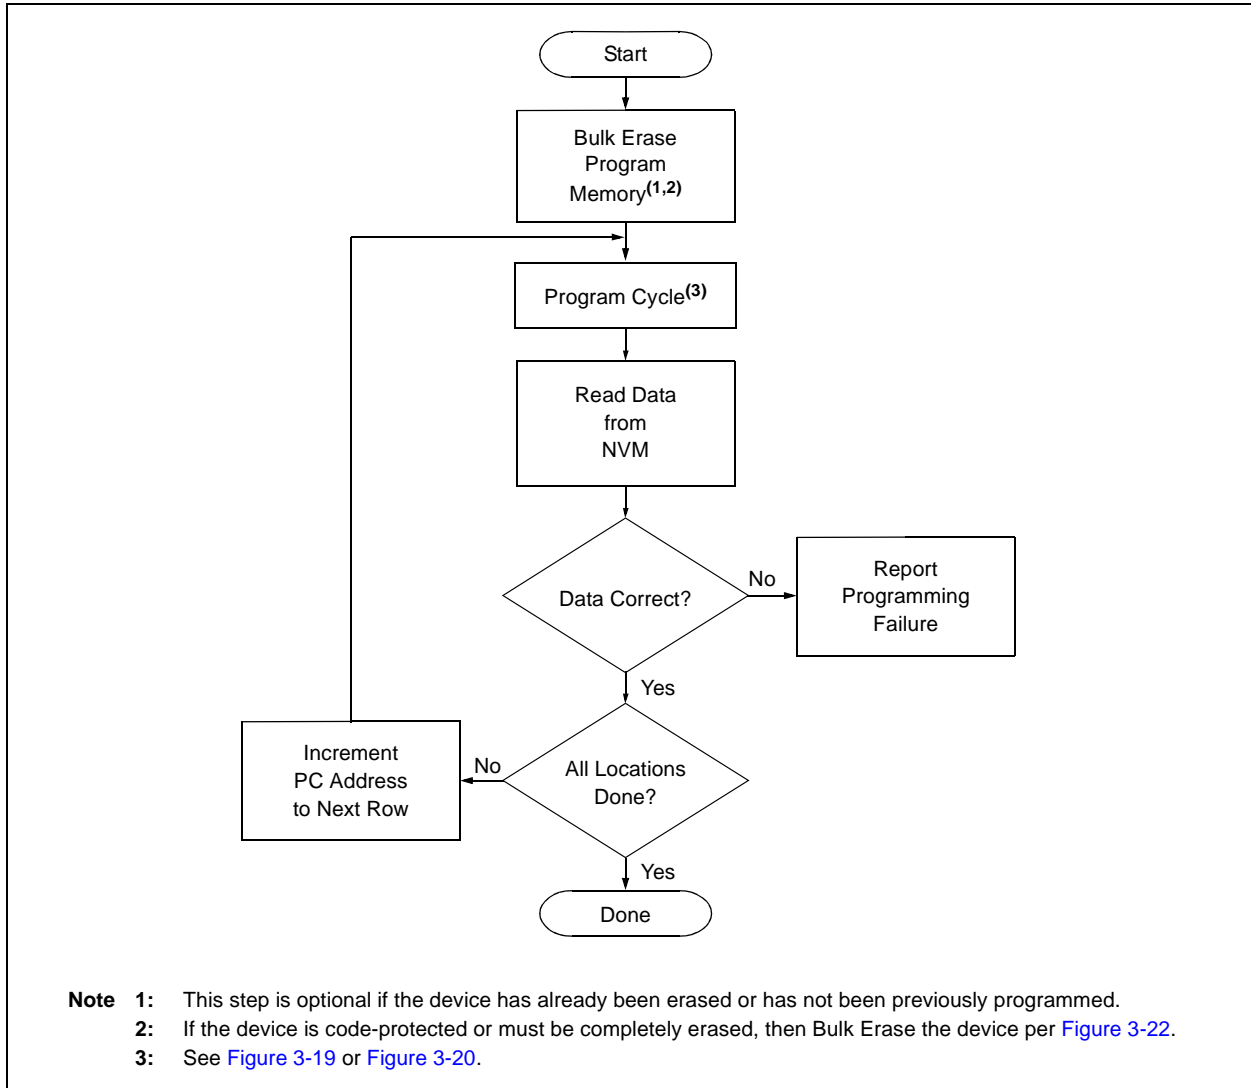 Start
Bulk Erase
Program
Memory(1,2)
Program Cycle(3)
Read Data
from
NVM
Data Correct?
No
Report
Programming
Failure
Yes
Increment
PC Address
to Next Row
No
All Locations
Done?
Yes
Done
Note 1: This step is optional if the device has already been erased or has not been previously programmed.
2: If the device is code-protected or must be completely erased, then Bulk Erase the device per Figure 3-22.
3: See Figure 3-19 or Figure 3-20.